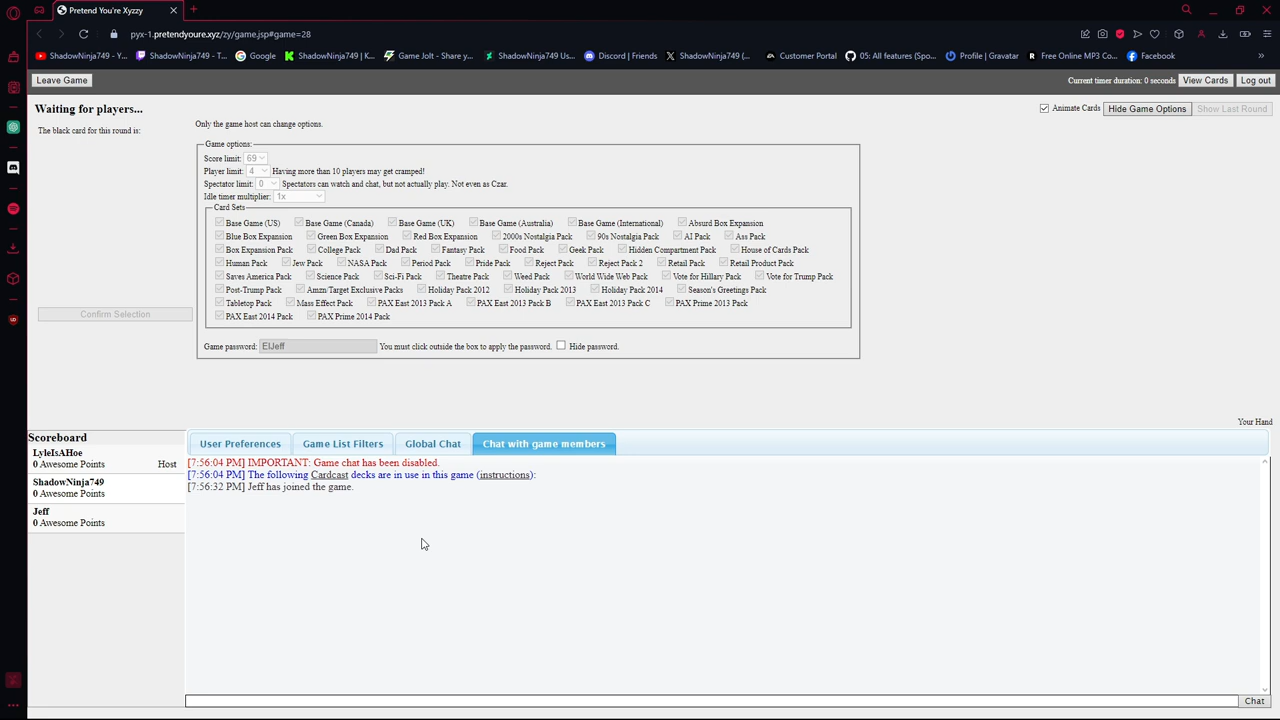 Pretend You're Xyzzy
pyx-1.pretendyoure.xyz/zy/game.jsp#game=28
ShadowNinja749 - Y... ShadowNinja749 - T... Google ShadowNinja749 | K... Game Jolt - Share y... ShadowNinja749 Us... Discord | Friends ShadowNinja749 (... Customer Portal 05: All features (Spo... Profile | Gravatar Free Online MP3 Co... Facebook
Leave Game
Current timer duration: 0 seconds View Cards Log out
Waiting for players...
Animate Cards Hide Game Options Show Last Round
The black card for this round is:
Only the game host can change options.
Game options:
Score limit: 69
Player limit: 4 Having more than 10 players may get cramped!
Spectator limit: 0 Spectators can watch and chat, but not actually play. Not even as Czar.
Idle timer multiplier: 1x
Card Sets
Base Game (US) Base Game (Canada) Base Game (UK) Base Game (Australia) Base Game (International) Absurd Box Expansion
Blue Box Expansion Green Box Expansion Red Box Expansion 2000s Nostalgia Pack 90s Nostalgia Pack AI Pack Ass Pack
Box Expansion Pack College Pack Dad Pack Fantasy Pack Food Pack Geek Pack Hidden Compartment Pack House of Cards Pack
Human Pack Jew Pack NASA Pack Period Pack Pride Pack Reject Pack Reject Pack 2 Retail Pack Retail Product Pack
Saves America Pack Science Pack Sci-Fi Pack Theatre Pack Weed Pack World Wide Web Pack Vote for Hillary Pack Vote for Trump Pack
Post-Trump Pack Amzn/Target Exclusive Packs Holiday Pack 2012 Holiday Pack 2013 Holiday Pack 2014 Season's Greetings Pack
Tabletop Pack Mass Effect Pack PAX East 2013 Pack A PAX East 2013 Pack B PAX East 2013 Pack C PAX Prime 2013 Pack
PAX East 2014 Pack PAX Prime 2014 Pack
Confirm Selection
Game password: ElJeff You must click outside the box to apply the password. Hide password.
Your Hand
Scoreboard
LyleIsAHoe
0 Awesome Points Host
ShadowNinja749
0 Awesome Points
Jeff
0 Awesome Points
User Preferences Game List Filters Global Chat Chat with game members
[7:56:04 PM] IMPORTANT: Game chat has been disabled.
[7:56:04 PM] The following Cardcast decks are in use in this game (instructions):
[7:56:32 PM] Jeff has joined the game.
Chat